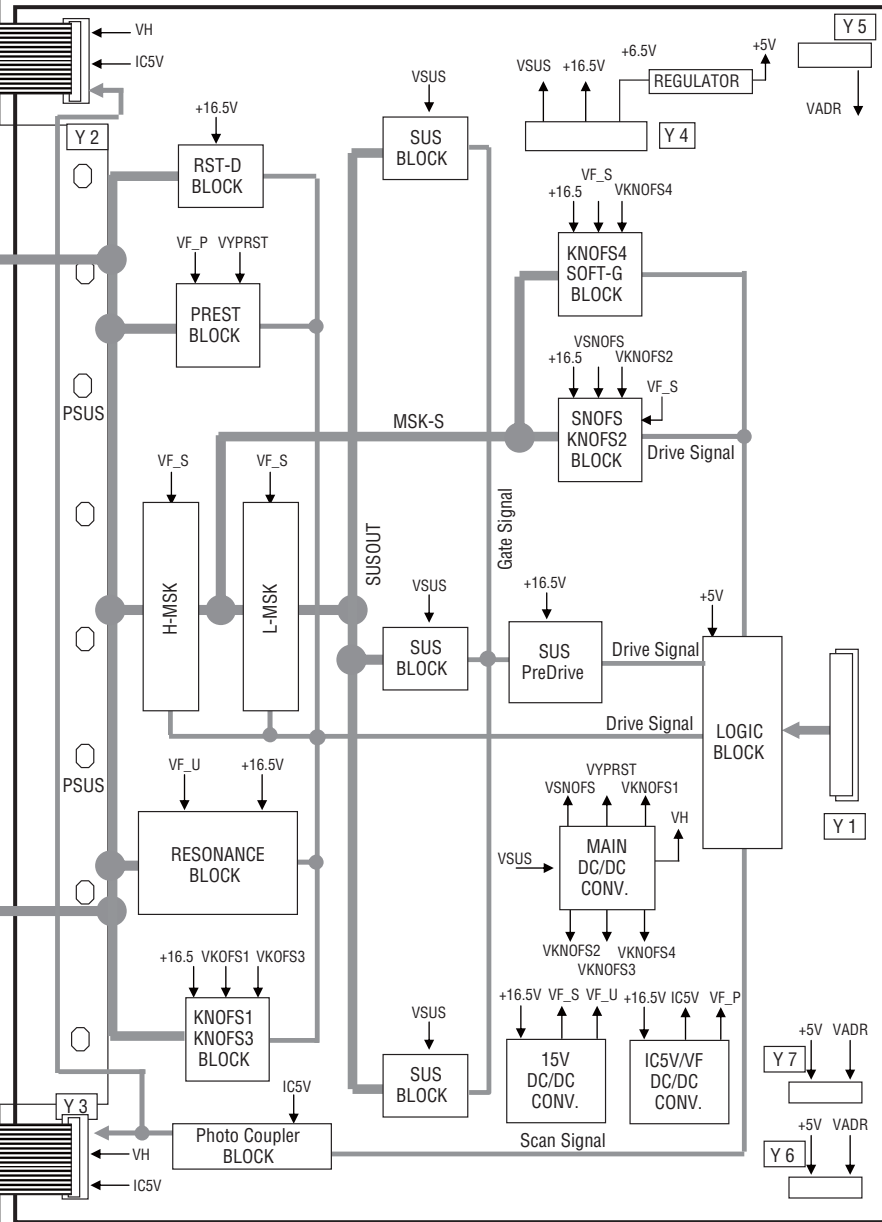 VH
IC5V
Y 2
+16.5V
RST-D
BLOCK
VF_P
VYPRST
PREST
BLOCK
PSUS
VF_S
H-MSK
VF_S
L-MSK
MSK-S
SUSOUT
VSUS
SUS
BLOCK
Gate Signal
VSUS
+16.5V
+6.5V
REGULATOR
+5V
Y 4
Y 5
VADR
+16.5
VF_S
VKNOFS4
KNOFS4
SOFT-G
BLOCK
+16.5
VSNOFS
VKNOFS2
VF_S
SNOFS
KNOFS2
BLOCK
Drive Signal
VSUS
SUS
BLOCK
+16.5V
SUS
PreDrive
Drive Signal
Drive Signal
+5V
LOGIC
BLOCK
Y 1
PSUS
VF_U
+16.5V
RESONANCE
BLOCK
VSNOFS
VYPRST
VKNOFS1
VH
VSUS
MAIN
DC/DC
CONV.
VKNOFS2
VKNOFS3
VKNOFS4
+16.5
VKOFS1
VKOFS3
KNOFS1
KNOFS3
BLOCK
VSUS
SUS
BLOCK
+16.5V
VF_S
VF_U
15V
DC/DC
CONV.
+16.5V
IC5V
VF_P
IC5V/VF
DC/DC
CONV.
+5V
VADR
Y 7
+5V
VADR
Y 6
Y 3
VH
IC5V
IC5V
Photo Coupler
BLOCK
Scan Signal